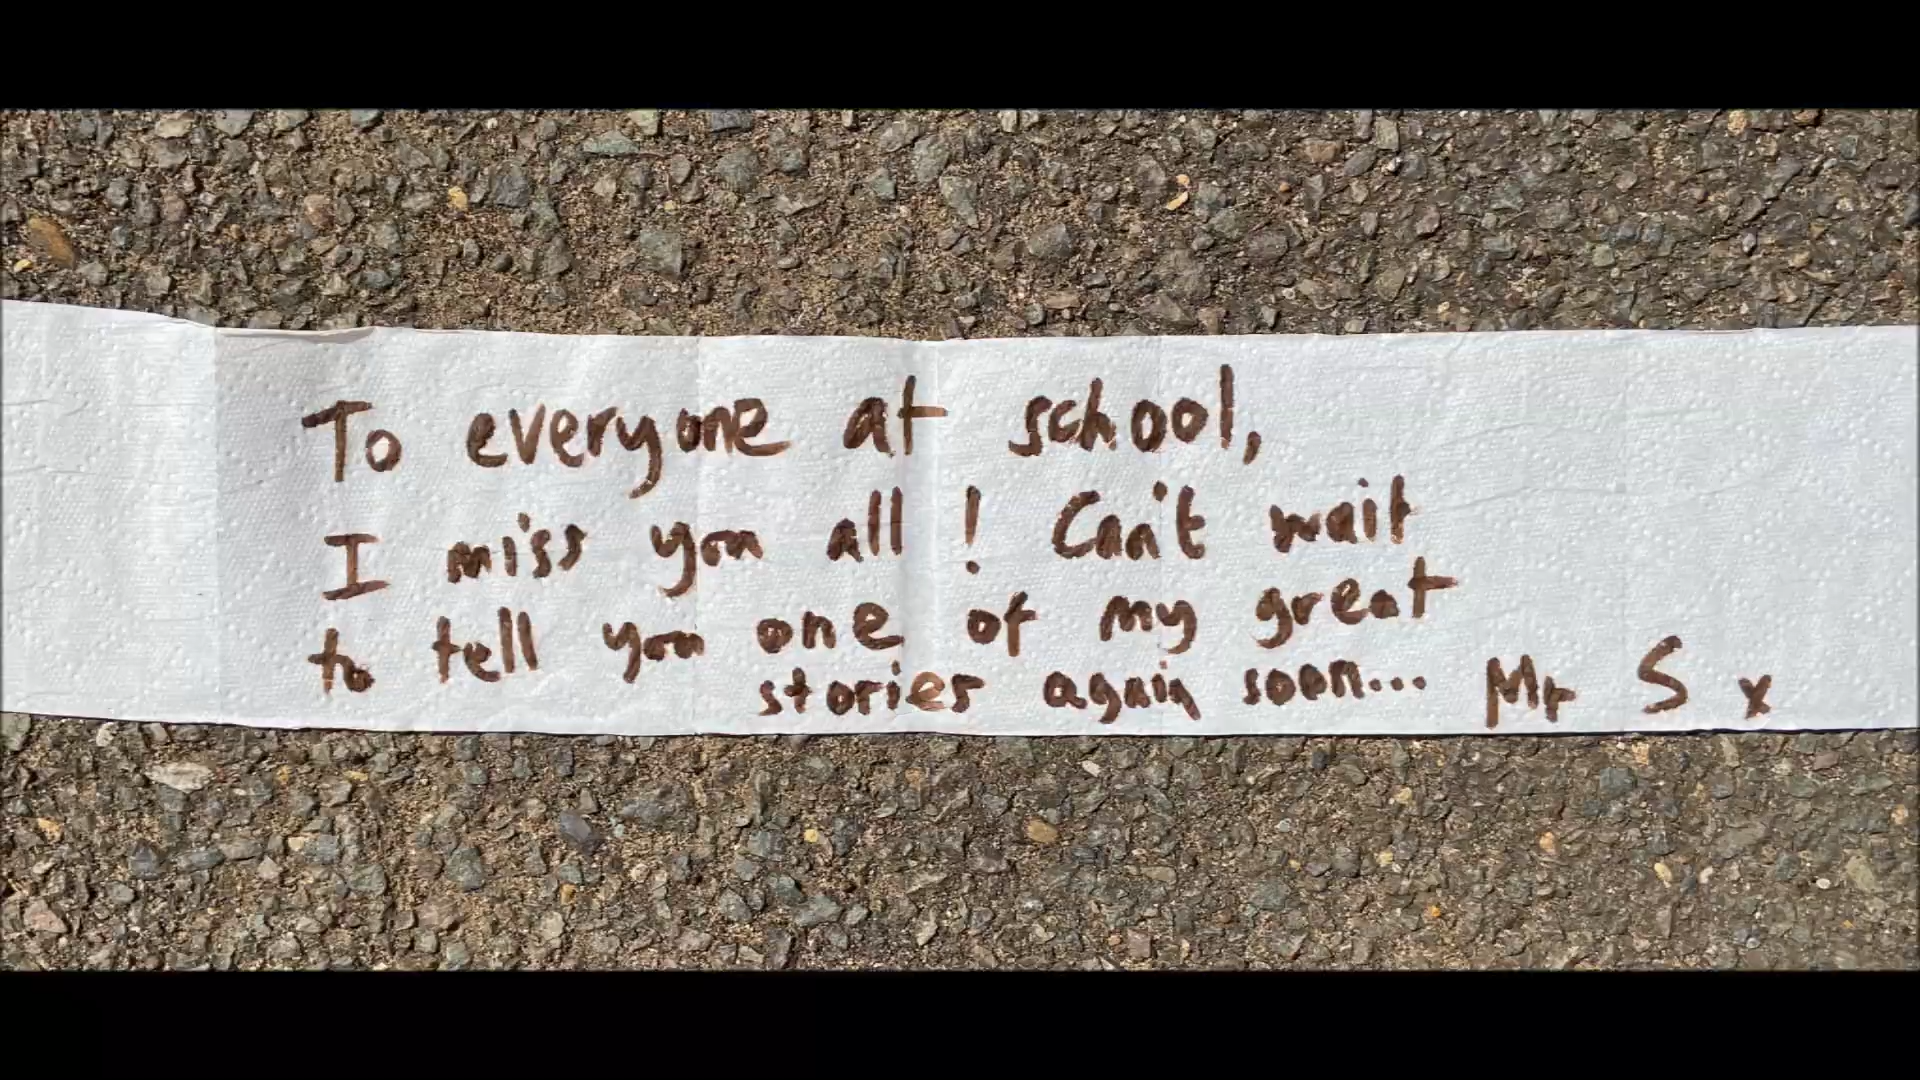 To everyone at school,
I miss you all! Can't wait
to tell you one of my great
stories again soon... Mr S x